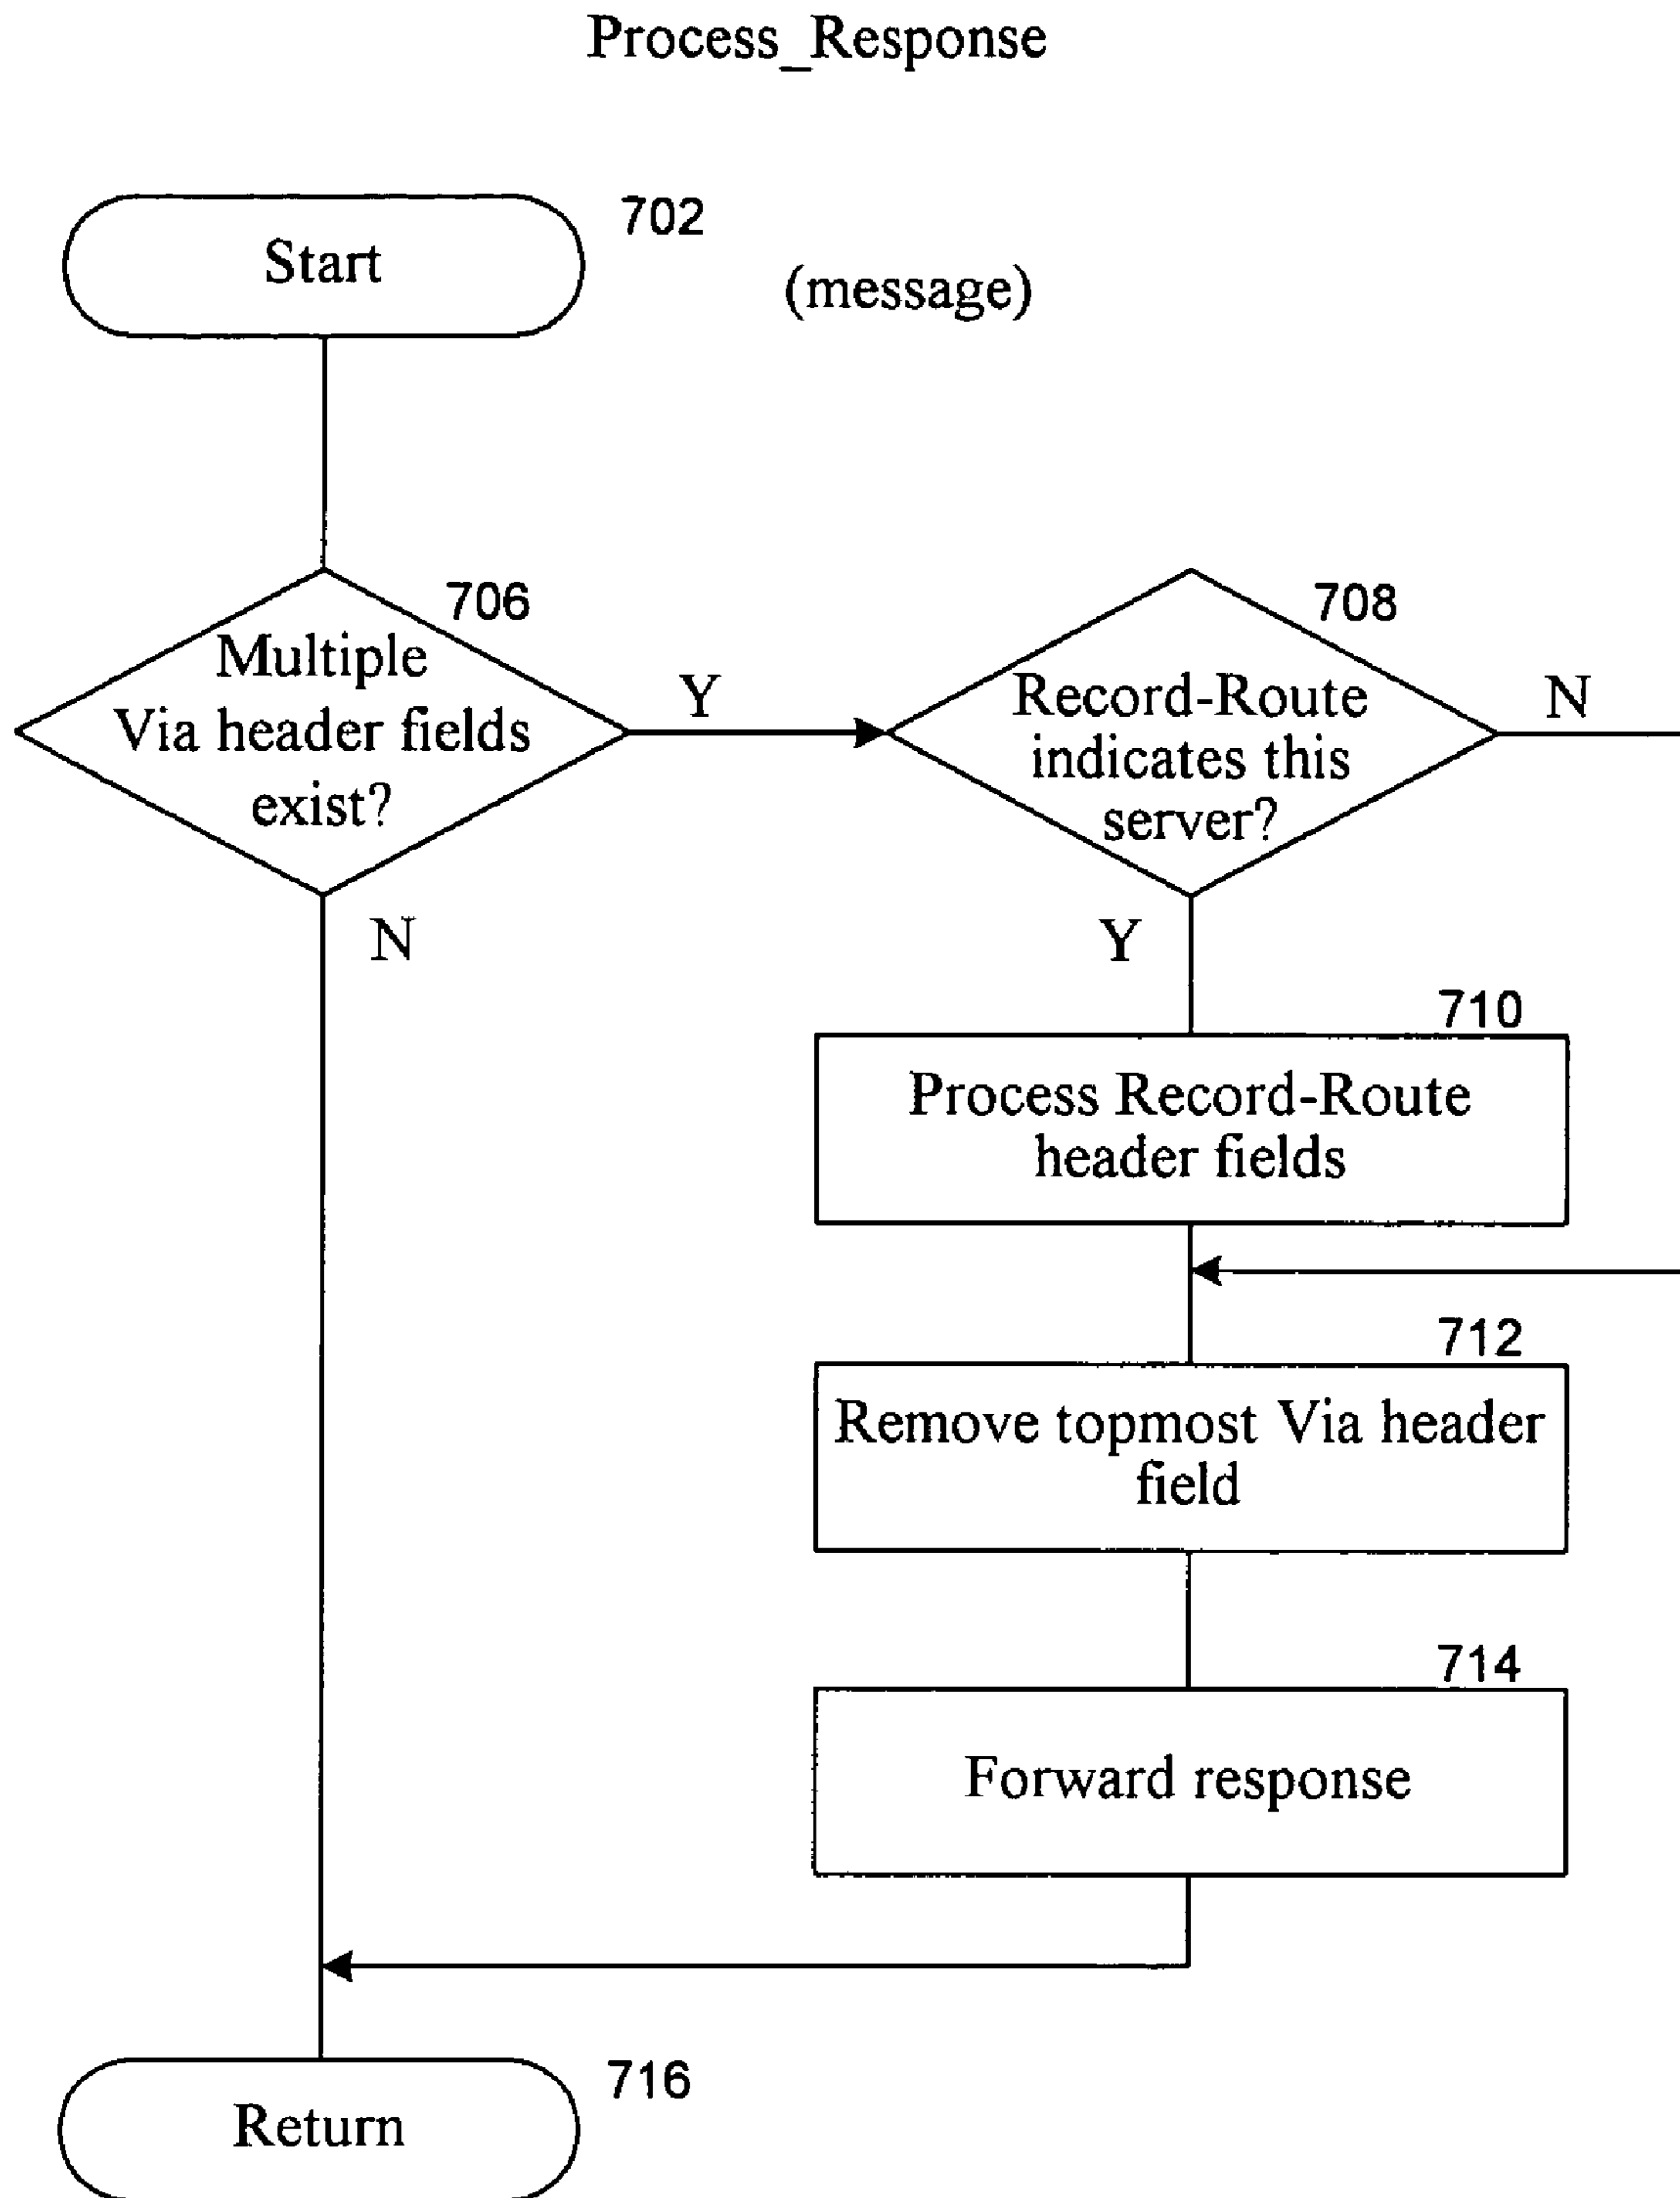 Process_Response
702
Start
(message)
706
Multiple
Via header fields
exist?
Y
N
708
Record-Route
indicates this
server?
N
Y
710
Process Record-Route
header fields
712
Remove topmost Via header
field
714
Forward response
716
Return